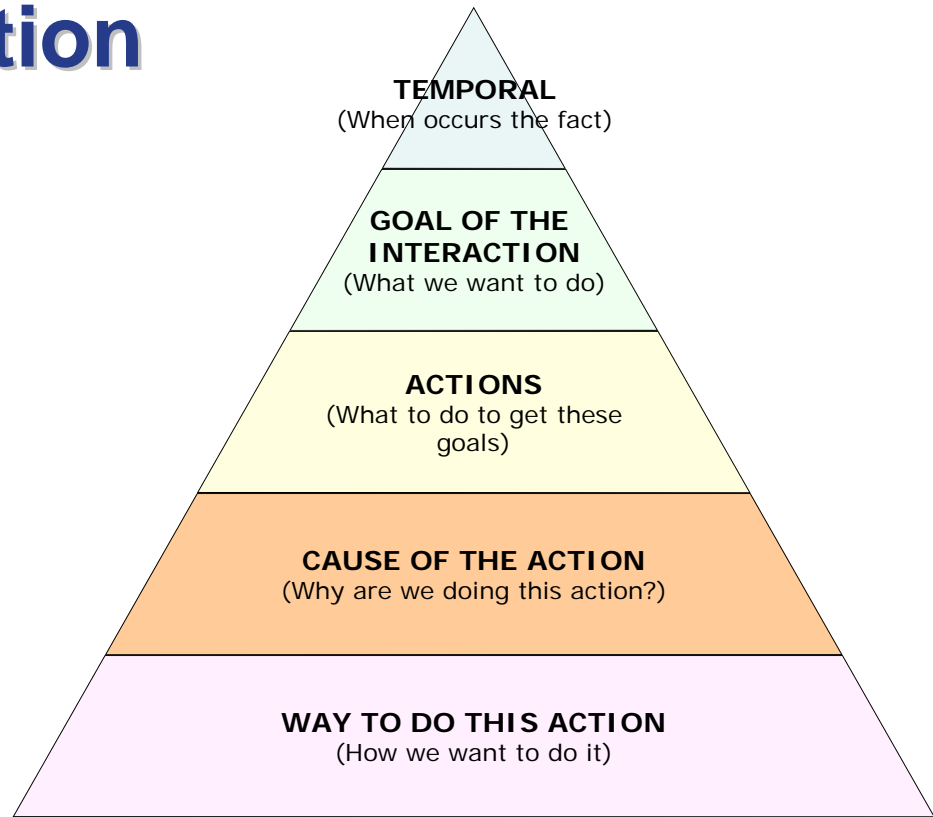 tion
TEMPORAL
(When occurs the fact)
GOAL OF THE
INTERACTION
(What we want to do)
ACTIONS
(What to do to get these
goals)
CAUSE OF THE ACTION
(Why are we doing this action?)
WAY TO DO THIS ACTION
(How we want to do it)